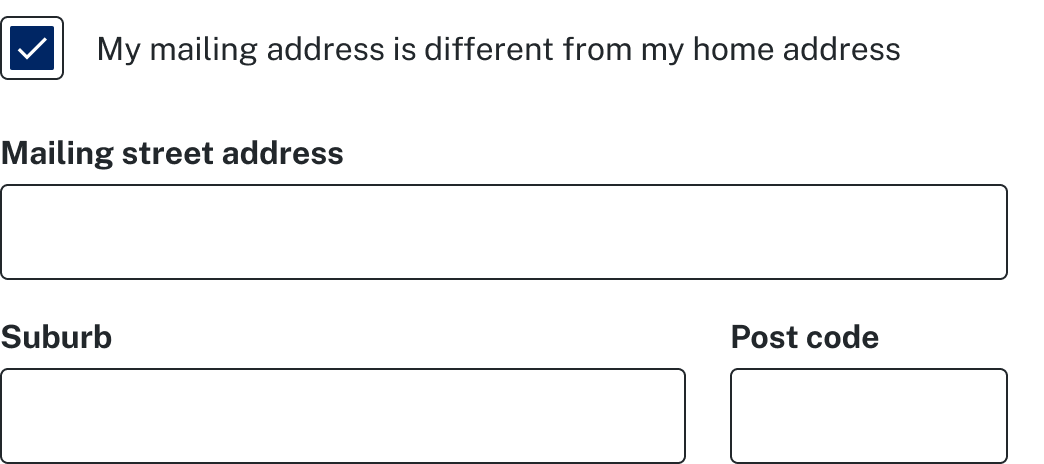 My mailing address is different from my home address
Mailing street address
Suburb
Post code